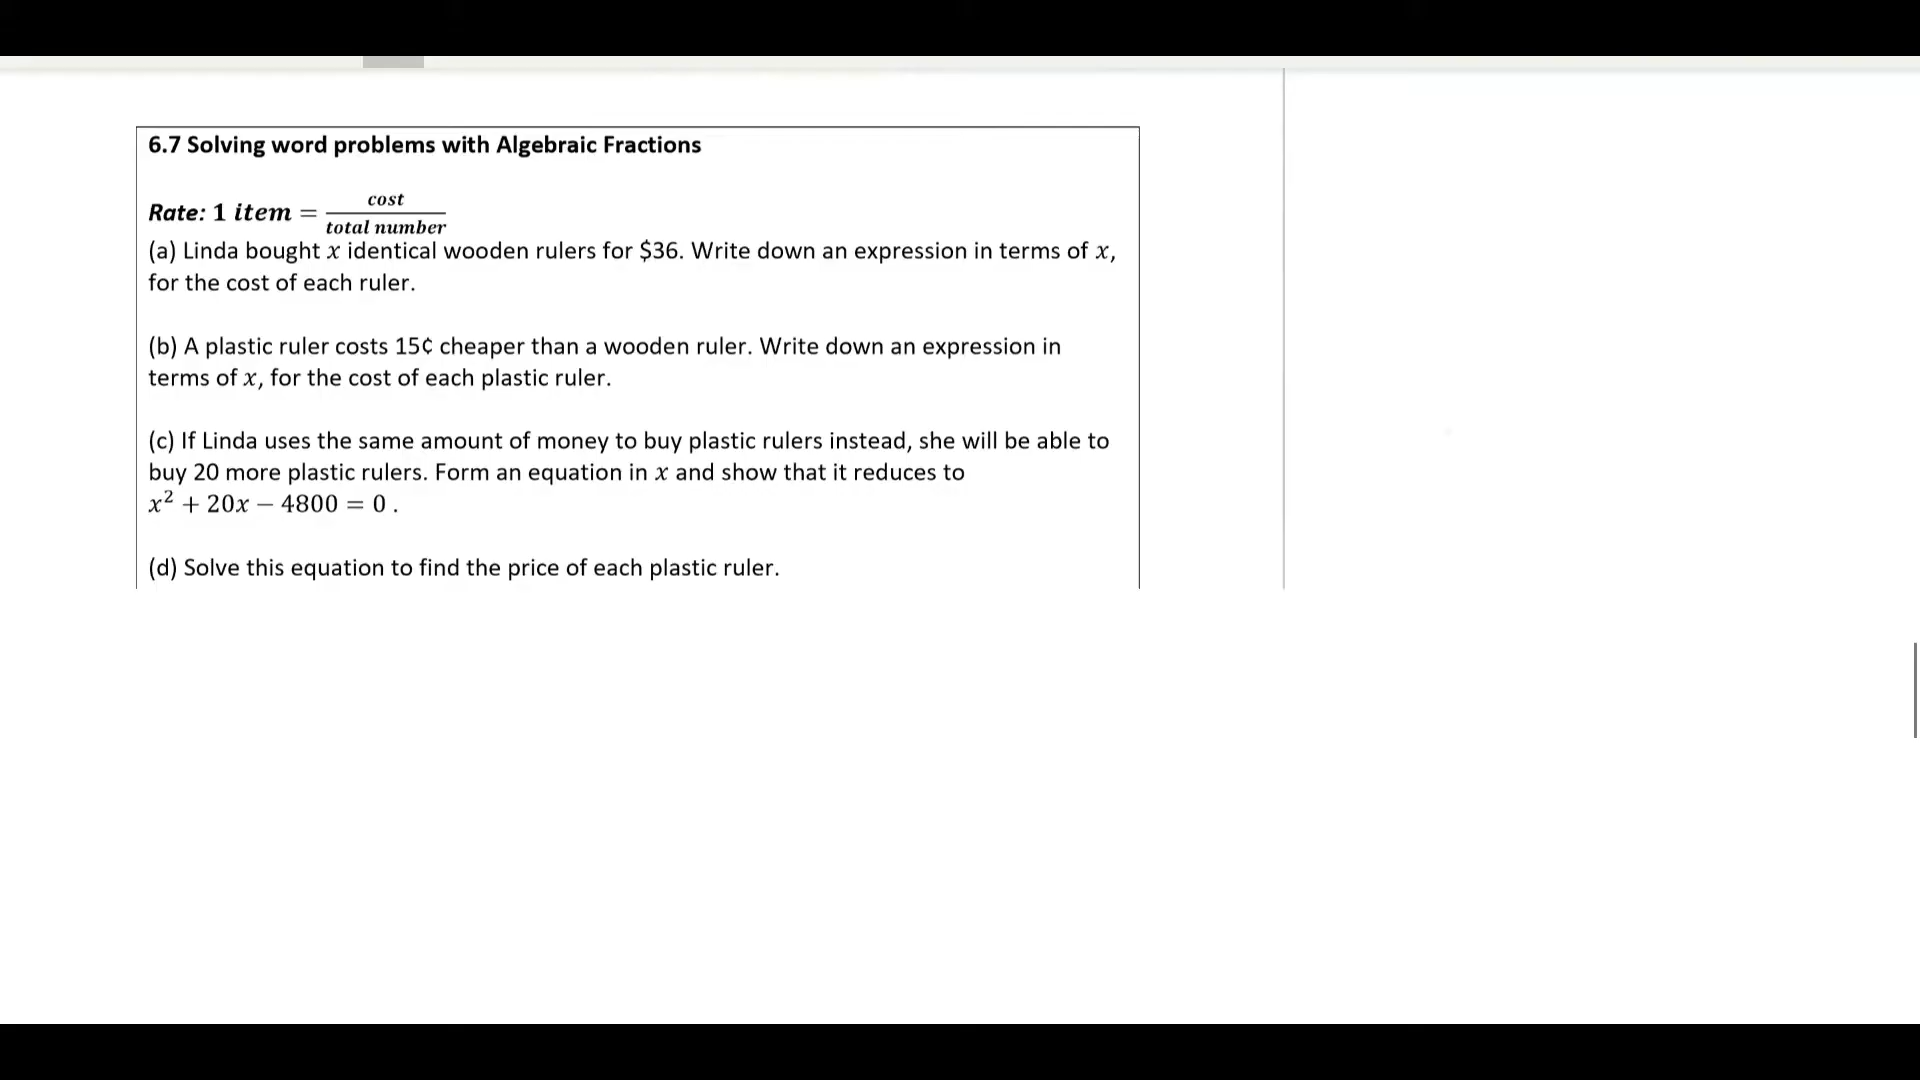 6.7 Solving word problems with Algebraic Fractions
Rate: 1 item = cost / total number
(a) Linda bought x identical wooden rulers for $36. Write down an expression in terms of x,
for the cost of each ruler.
(b) A plastic ruler costs 15¢ cheaper than a wooden ruler. Write down an expression in
terms of x, for the cost of each plastic ruler.
(c) If Linda uses the same amount of money to buy plastic rulers instead, she will be able to
buy 20 more plastic rulers. Form an equation in x and show that it reduces to
x² + 20x − 4800 = 0 .
(d) Solve this equation to find the price of each plastic ruler.